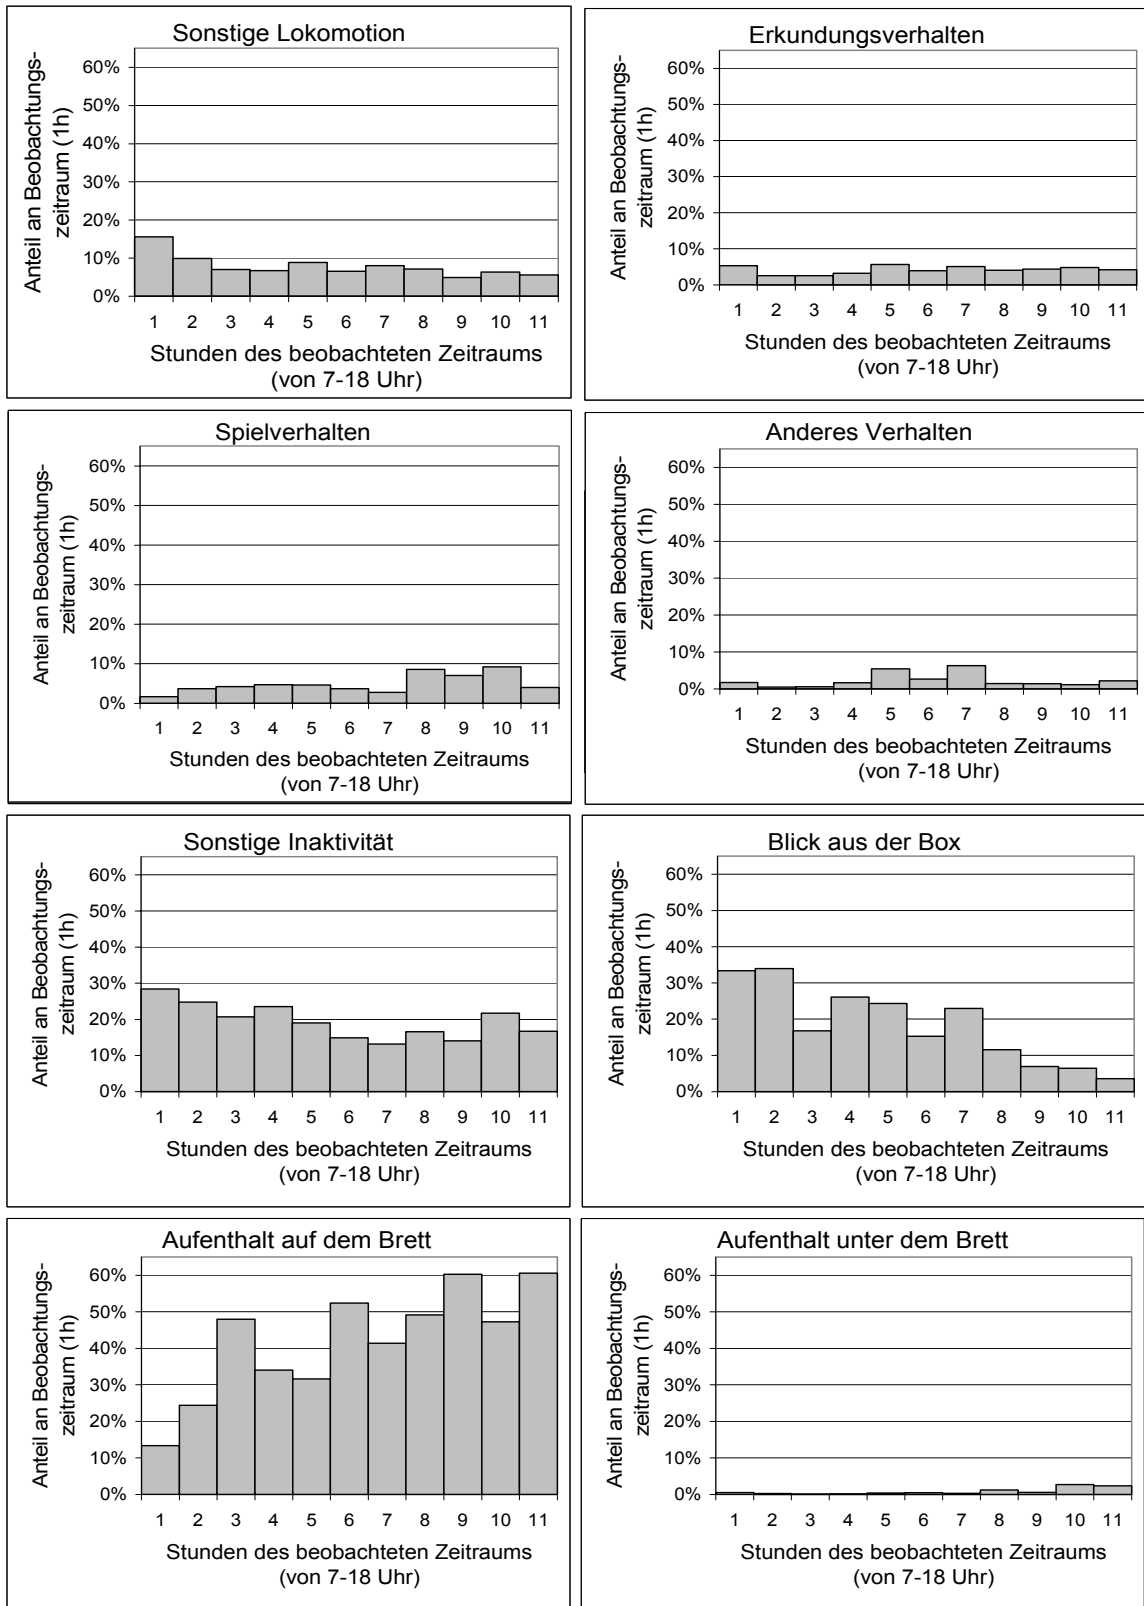 Sonstige Lokomotion
Anteil an Beobachtungs-
zeitraum (1h)
60%
50%
40%
30%
20%
10%
0%
1 2 3 4 5 6 7 8 9 10 11
Stunden des beobachteten Zeitraums
(von 7-18 Uhr)
Erkundungsverhalten
Anteil an Beobachtungs-
zeitraum (1h)
60%
50%
40%
30%
20%
10%
0%
1 2 3 4 5 6 7 8 9 10 11
Stunden des beobachteten Zeitraums
(von 7-18 Uhr)
Spielverhalten
Anteil an Beobachtungs-
zeitraum (1h)
60%
50%
40%
30%
20%
10%
0%
1 2 3 4 5 6 7 8 9 10 11
Stunden des beobachteten Zeitraums
(von 7-18 Uhr)
Anderes Verhalten
Anteil an Beobachtungs-
zeitraum (1h)
60%
50%
40%
30%
20%
10%
0%
1 2 3 4 5 6 7 8 9 10 11
Stunden des beobachteten Zeitraums
(von 7-18 Uhr)
Sonstige Inaktivität
Anteil an Beobachtungs-
zeitraum (1h)
60%
50%
40%
30%
20%
10%
0%
1 2 3 4 5 6 7 8 9 10 11
Stunden des beobachteten Zeitraums
(von 7-18 Uhr)
Blick aus der Box
Anteil an Beobachtungs-
zeitraum (1h)
60%
50%
40%
30%
20%
10%
0%
1 2 3 4 5 6 7 8 9 10 11
Stunden des beobachteten Zeitraums
(von 7-18 Uhr)
Aufenthalt auf dem Brett
Anteil an Beobachtungs-
zeitraum (1h)
60%
50%
40%
30%
20%
10%
0%
1 2 3 4 5 6 7 8 9 10 11
Stunden des beobachteten Zeitraums
(von 7-18 Uhr)
Aufenthalt unter dem Brett
Anteil an Beobachtungs-
zeitraum (1h)
60%
50%
40%
30%
20%
10%
0%
1 2 3 4 5 6 7 8 9 10 11
Stunden des beobachteten Zeitraums
(von 7-18 Uhr)